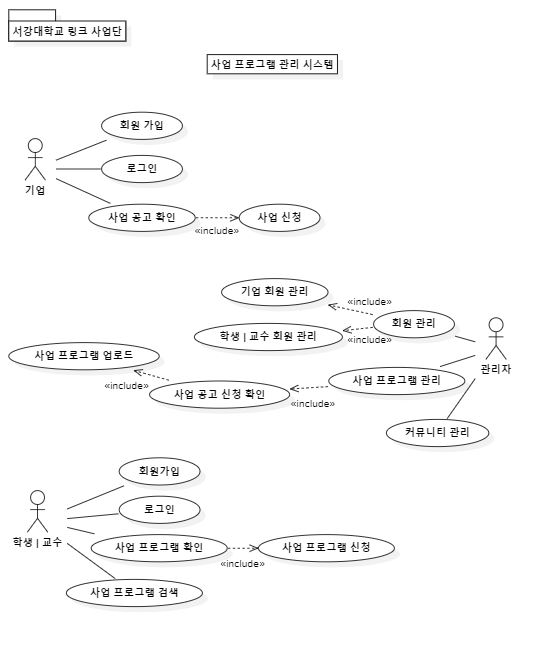 서강대학교 링크 사업단
사업 프로그램 관리 시스템
회원 가입
로그인
기업
사업 공고 확인
사업 신청
«include»
기업 회원 관리
«include»
회원 관리
학생 | 교수 회원 관리
«include»
사업 프로그램 업로드
관리자
사업 프로그램 관리
«include»
사업 공고 신청 확인
«include»
커뮤니티 관리
회원가입
로그인
학생 | 교수
사업 프로그램 확인
사업 프로그램 신청
«include»
사업 프로그램 검색